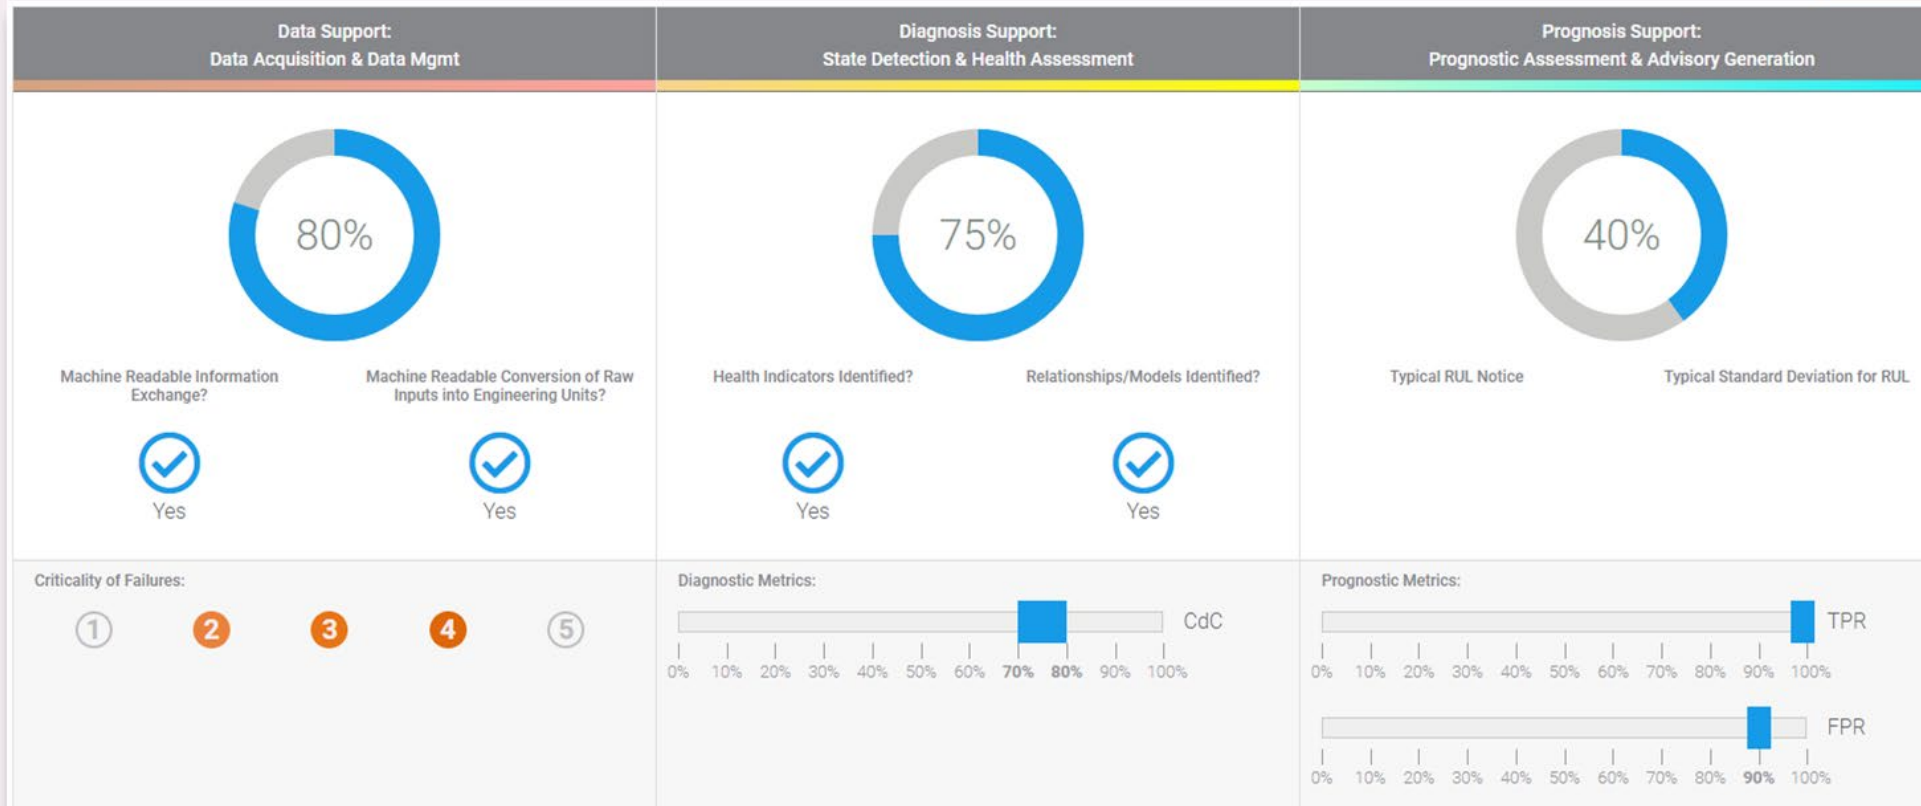 Data Support:
Data Acquisition & Data Mgmt
80%
Machine Readable Information
Exchange?
Yes
Machine Readable Conversion of Raw
Inputs into Engineering Units?
Yes
Criticality of Failures:
1 2 3 4 5
Diagnosis Support:
State Detection & Health Assessment
75%
Health Indicators Identified?
Yes
Relationships/Models Identified?
Yes
Diagnostic Metrics:
CdC
0% 10% 20% 30% 40% 50% 60% 70% 80% 90% 100%
Prognosis Support:
Prognostic Assessment & Advisory Generation
40%
Typical RUL Notice
Typical Standard Deviation for RUL
Prognostic Metrics:
TPR
0% 10% 20% 30% 40% 50% 60% 70% 80% 90% 100%
FPR
0% 10% 20% 30% 40% 50% 60% 70% 80% 90% 100%